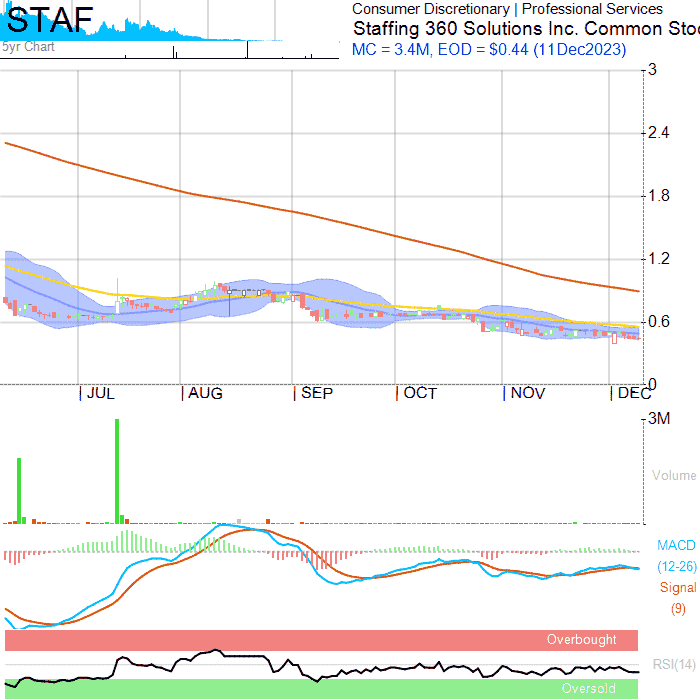 STAF
5yr Chart
Consumer Discretionary | Professional Services
Staffing 360 Solutions Inc. Common Stoc
MC = 3.4M, EOD = $0.44 (11Dec2023)
3
2.4
1.8
1.2
0.6
0
JUL AUG SEP OCT NOV DEC
3M
Volume
MACD
(12-26)
Signal
(9)
Overbought
RSI(14)
Oversold